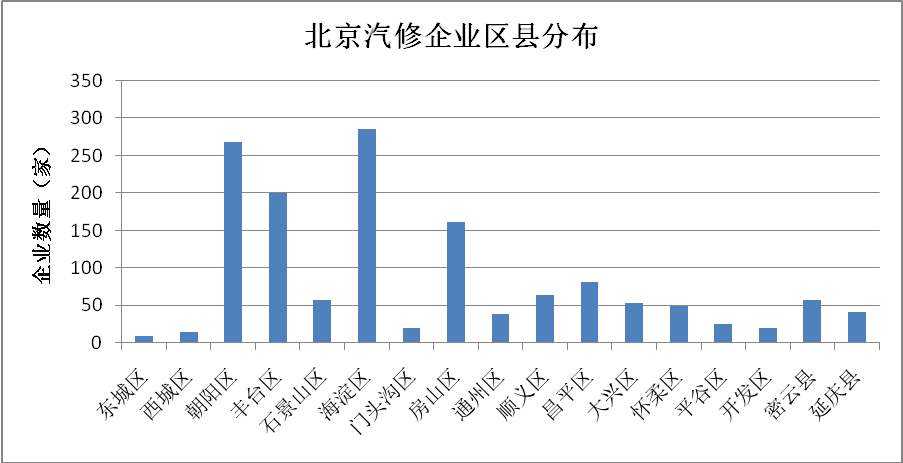 北京汽修企业区县分布
企业数量（家）
350
300
250
200
150
100
50
0
东城区
西城区
朝阳区
丰台区
石景山区
海淀区
门头沟区
房山区
通州区
顺义区
昌平区
大兴区
怀柔区
平谷区
开发区
密云县
延庆县